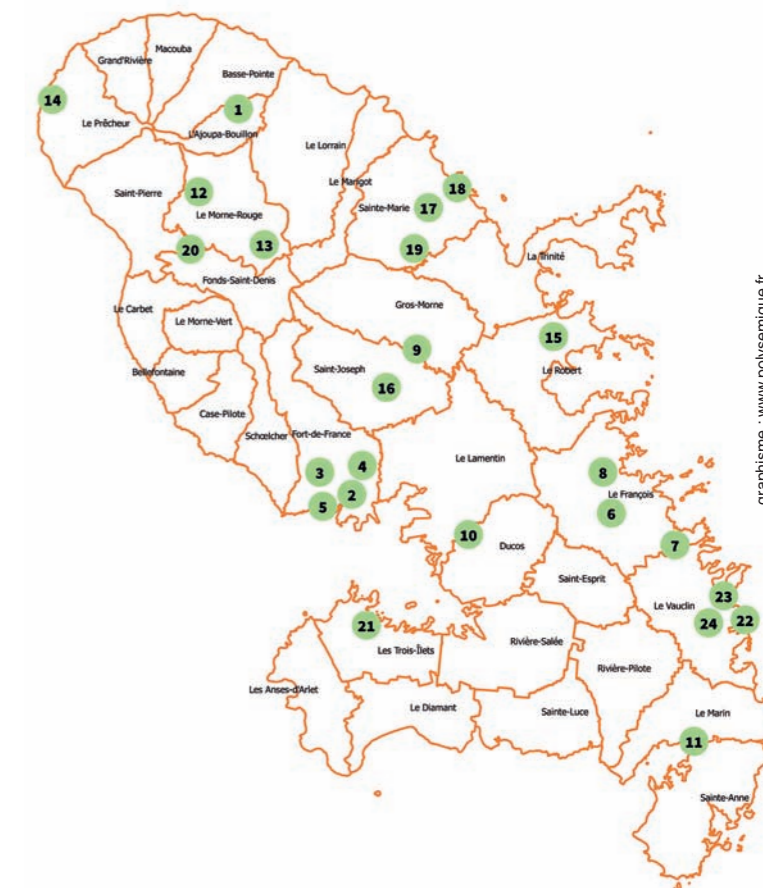 Macouba
Grand'Rivière
Basse-Pointe
14
1
Le Prêcheur
L'Ajoupa-Bouillon
Le Lorrain
Le Marigot
18
Saint-Pierre
12
17
Sainte-Marie
Le Morne-Rouge
20
13
19
La Trinité
Fonds-Saint-Denis
Gros-Morne
Le Carbet
Le Morne-Vert
15
9
Saint-Joseph
Le Robert
Bellefontaine
16
Case-Pilote
Schœlcher
Fort-de-France
Le Lamentin
3
4
8
2
Le François
5
6
10
Ducos
7
Saint-Esprit
23
Le Vauclin
24
22
21
Les Trois-Îlets
Rivière-Salée
Rivière-Pilote
Les Anses-d'Arlet
Le Diamant
Sainte-Luce
Le Marin
11
Sainte-Anne
graphisme : www.polysemique.fr